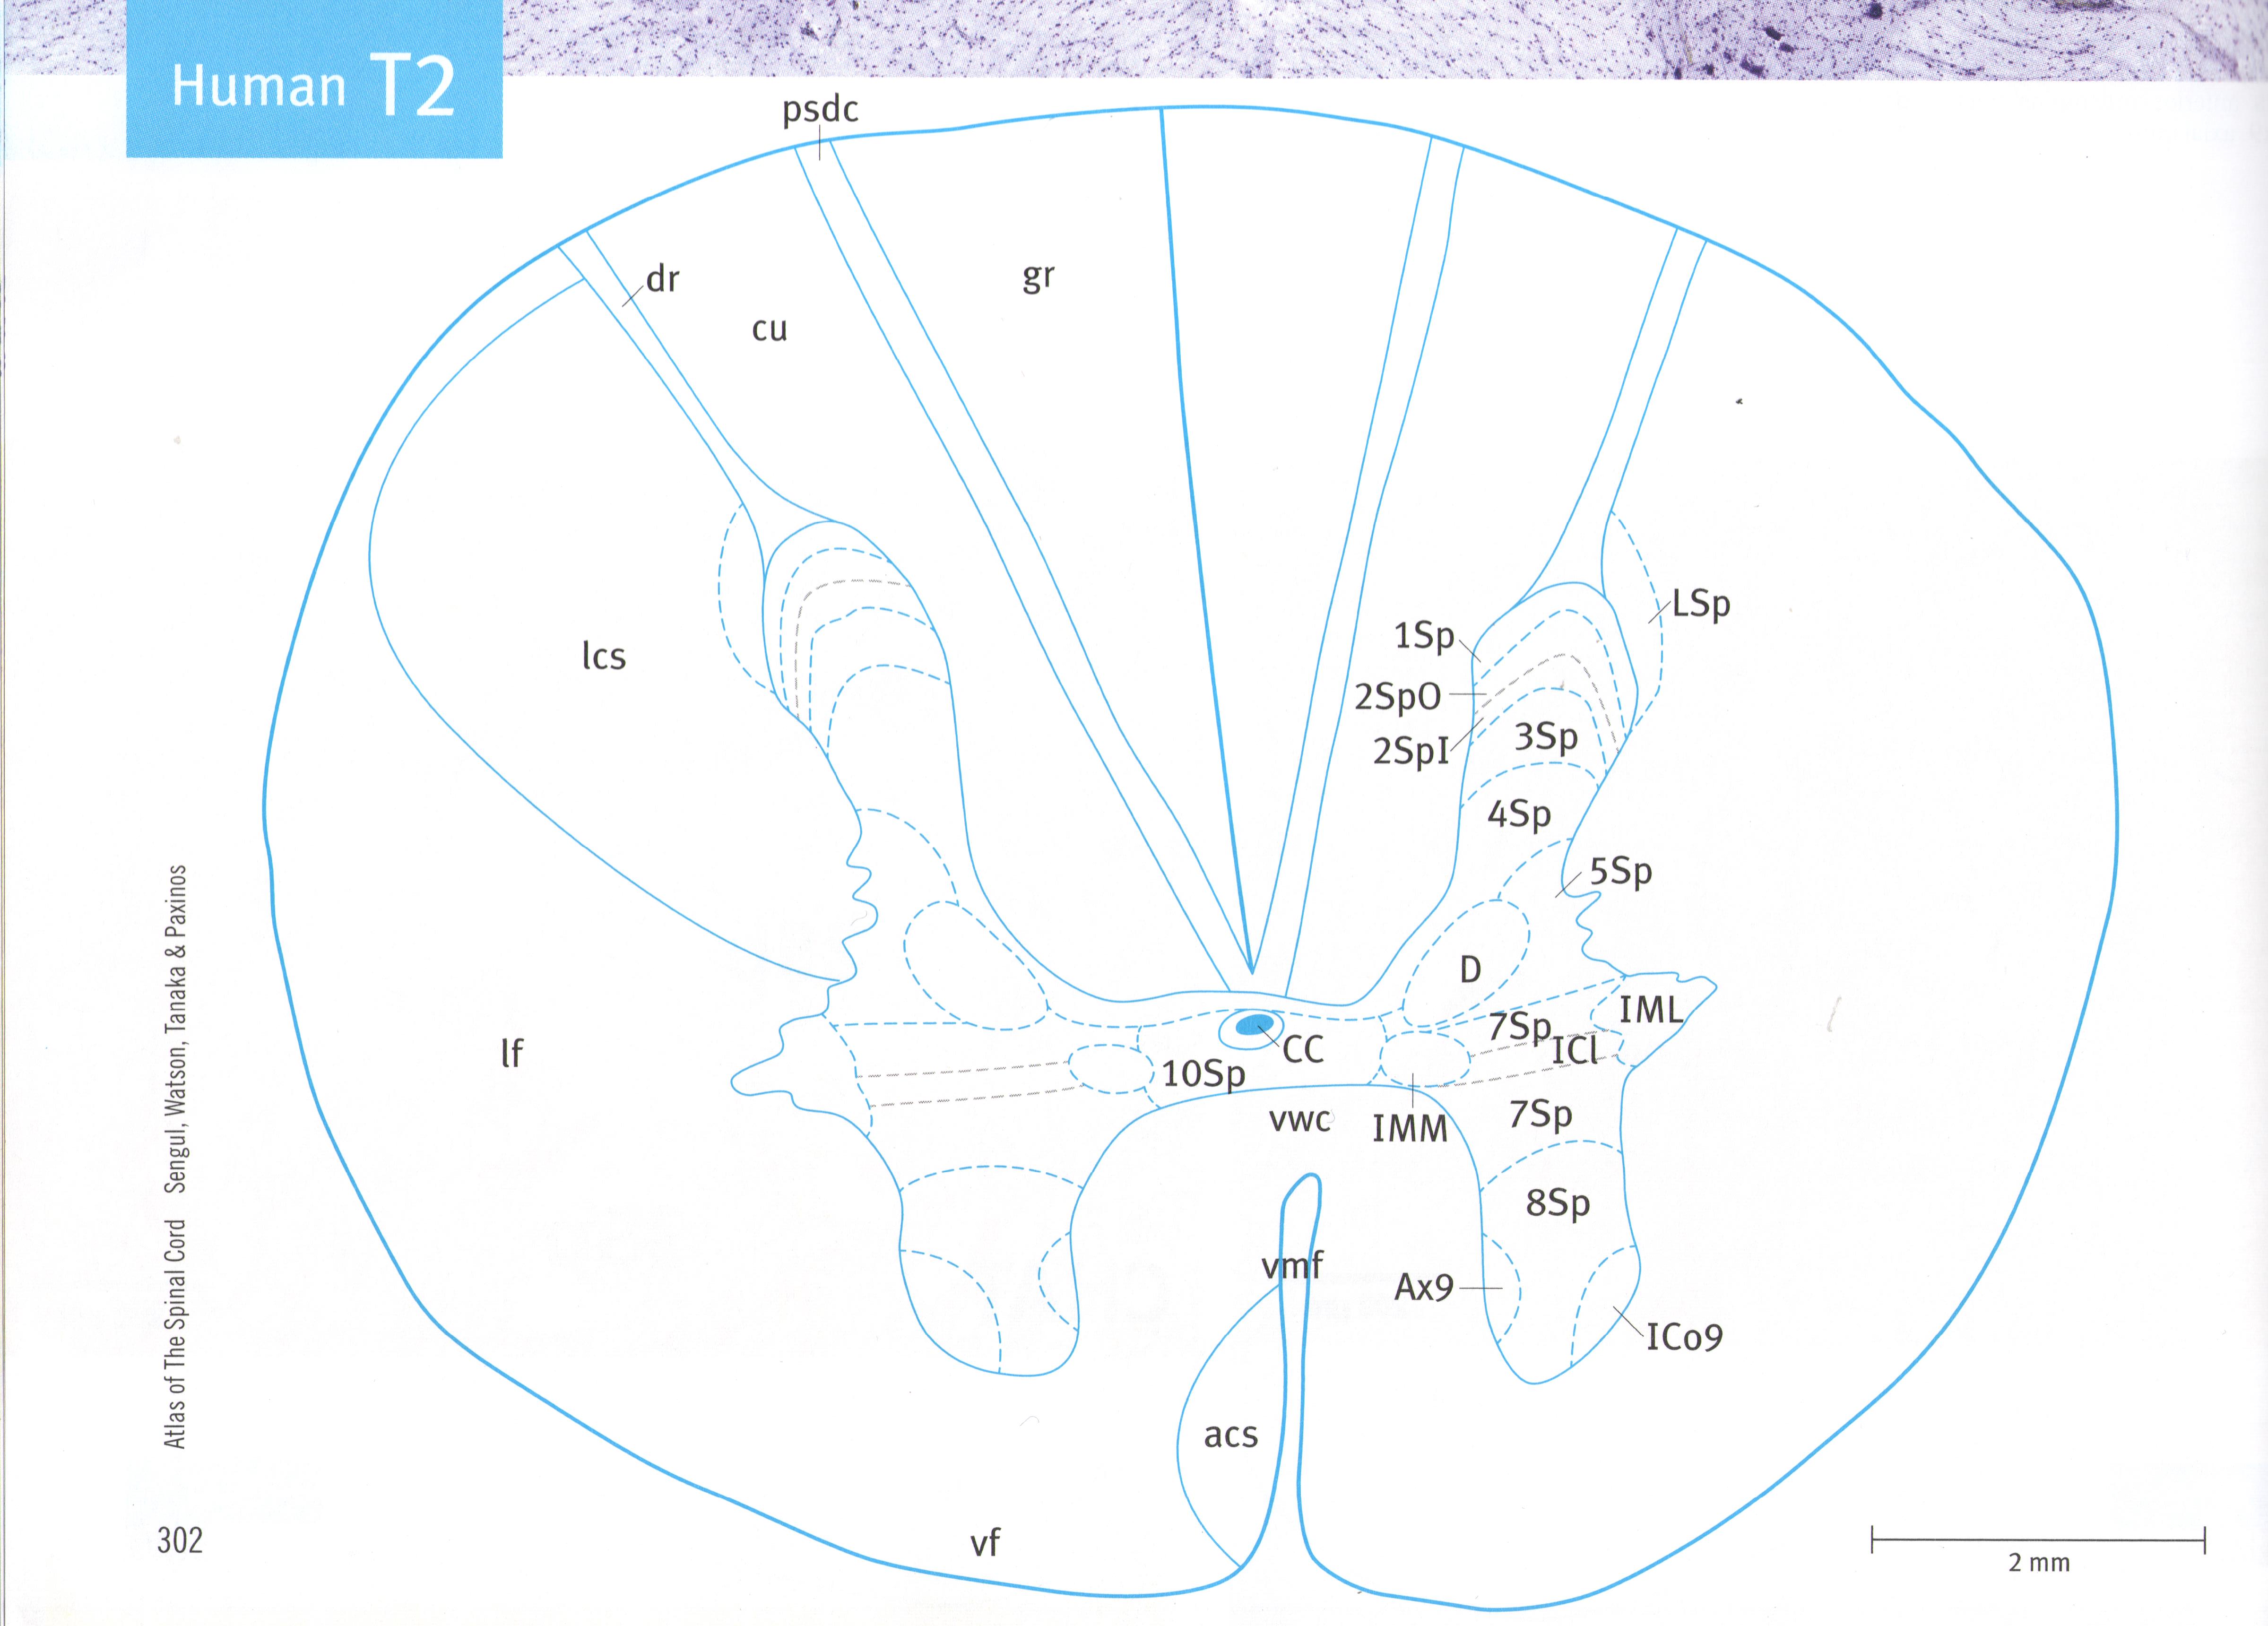 Human T2
psdc
dr
gr
cu
LSp
1Sp
lcs
2SpO
3Sp
2SpI
4Sp
5Sp
D
IML
7Sp
ICl
CC
lf
10Sp
7Sp
vwc
IMM
8Sp
vmf
Ax9
ICo9
acs
vf
Atlas of The Spinal Cord Sengul, Watson, Tanaka & Paxinos
302
2 mm